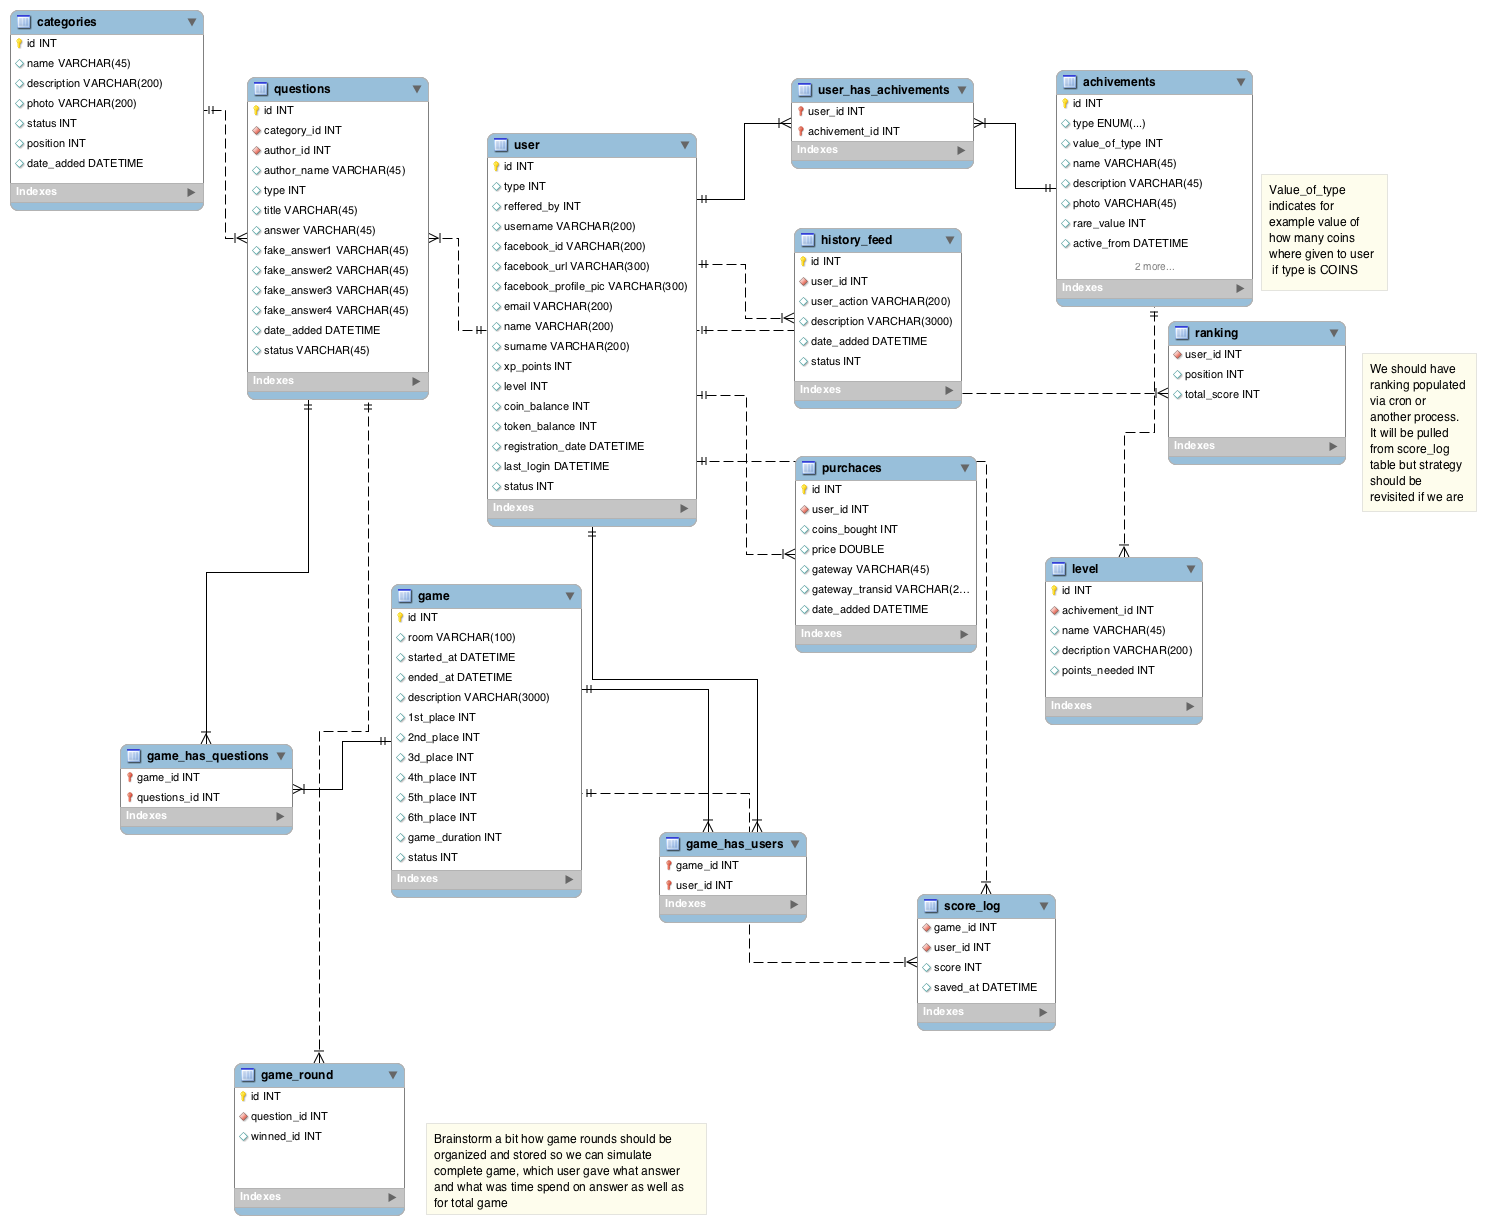 categories
id INT
name VARCHAR(45)
description VARCHAR(200)
photo VARCHAR(200)
status INT
position INT
date_added DATETIME
Indexes
questions
id INT
category_id INT
author_id INT
author_name VARCHAR(45)
type INT
title VARCHAR(45)
answer VARCHAR(45)
fake_answer1 VARCHAR(45)
fake_answer2 VARCHAR(45)
fake_answer3 VARCHAR(45)
fake_answer4 VARCHAR(45)
date_added DATETIME
status VARCHAR(45)
Indexes
user
id INT
type INT
reffered_by INT
username VARCHAR(200)
facebook_id VARCHAR(200)
facebook_url VARCHAR(300)
facebook_profile_pic VARCHAR(300)
email VARCHAR(200)
name VARCHAR(200)
surname VARCHAR(200)
xp_points INT
level INT
coin_balance INT
token_balance INT
registration_date DATETIME
last_login DATETIME
status INT
Indexes
user_has_achivements
user_id INT
achivement_id INT
Indexes
achivements
id INT
type ENUM(...)
value_of_type INT
name VARCHAR(45)
description VARCHAR(45)
photo VARCHAR(45)
rare_value INT
active_from DATETIME
2 more...
Indexes
Value_of_type
indicates for
example value of
how many coins
where given to user
if type is COINS
history_feed
id INT
user_id INT
user_action VARCHAR(200)
description VARCHAR(3000)
date_added DATETIME
status INT
Indexes
ranking
user_id INT
position INT
total_score INT
Indexes
We should have
ranking populated
via cron or
another process.
It will be pulled
from score_log
table but strategy
should be
revisited if we are
purchaces
id INT
user_id INT
coins_bought INT
price DOUBLE
gateway VARCHAR(45)
gateway_transid VARCHAR(2...
date_added DATETIME
Indexes
level
id INT
achivement_id INT
name VARCHAR(45)
decription VARCHAR(200)
points_needed INT
Indexes
game
id INT
room VARCHAR(100)
started_at DATETIME
ended_at DATETIME
description VARCHAR(3000)
1st_place INT
2nd_place INT
3d_place INT
4th_place INT
5th_place INT
6th_place INT
game_duration INT
status INT
Indexes
game_has_questions
game_id INT
questions_id INT
Indexes
game_has_users
game_id INT
user_id INT
Indexes
score_log
game_id INT
user_id INT
score INT
saved_at DATETIME
Indexes
game_round
id INT
question_id INT
winned_id INT
Indexes
Brainstorm a bit how game rounds should be
organized and stored so we can simulate
complete game, which user gave what answer
and what was time spend on answer as well as
for total game